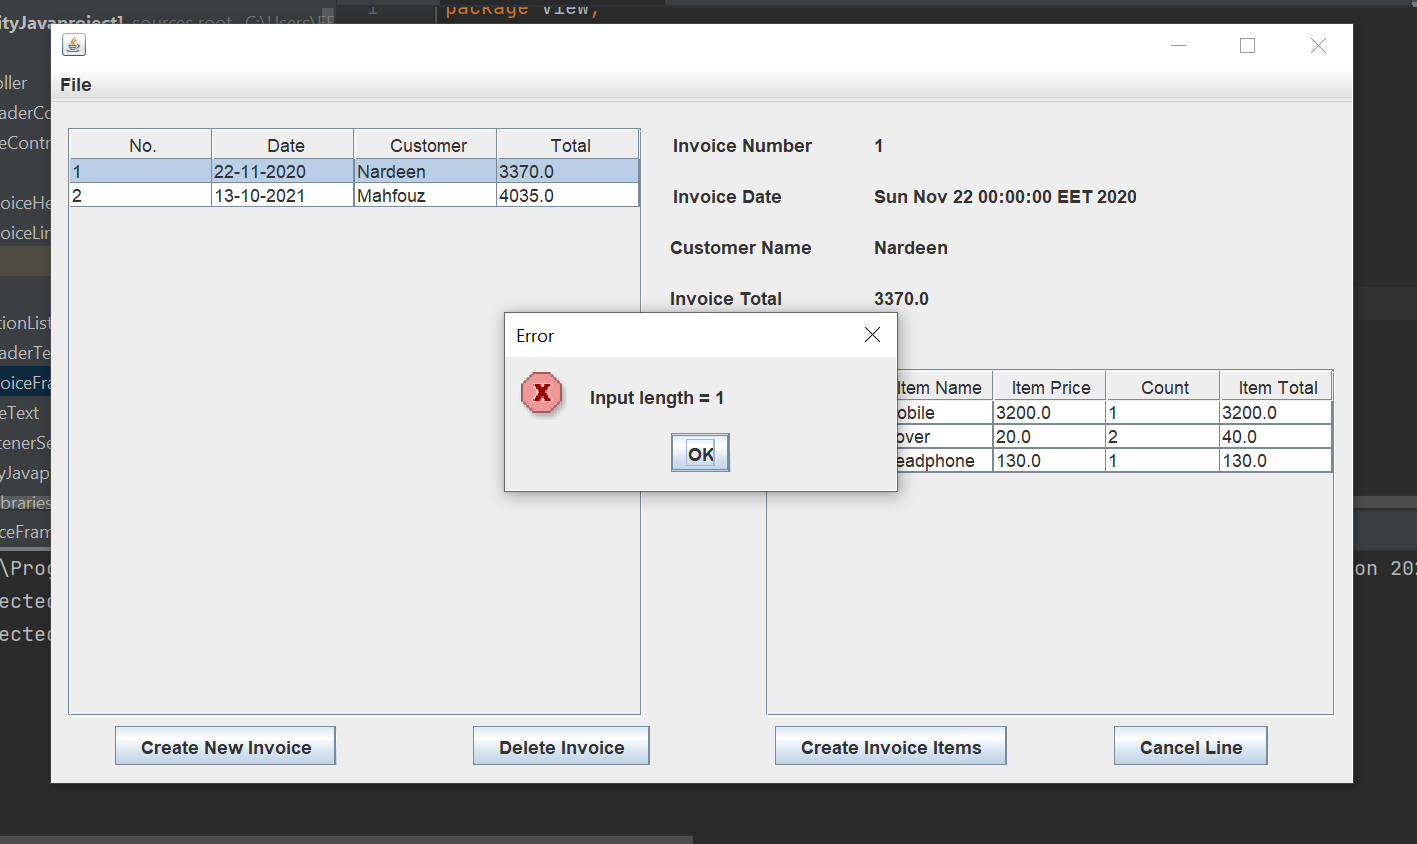 package view;
sources root
File
No. Date Customer Total
1 22-11-2020 Nardeen 3370.0
2 13-10-2021 Mahfouz 4035.0
Invoice Number 1
Invoice Date Sun Nov 22 00:00:00 EET 2020
Customer Name Nardeen
Invoice Total 3370.0
Error
Input length = 1
OK
Item Name Item Price Count Item Total
obile 3200.0 1 3200.0
over 20.0 2 40.0
eadphone 130.0 1 130.0
Create New Invoice
Delete Invoice
Create Invoice Items
Cancel Line
oller
aderCo
eContr
oiceHe
oiceLin
tionList
aderTe
oiceFra
eText
tenerSe
yJavap
braries
ceFram
\Prog
on 202
ected
ected